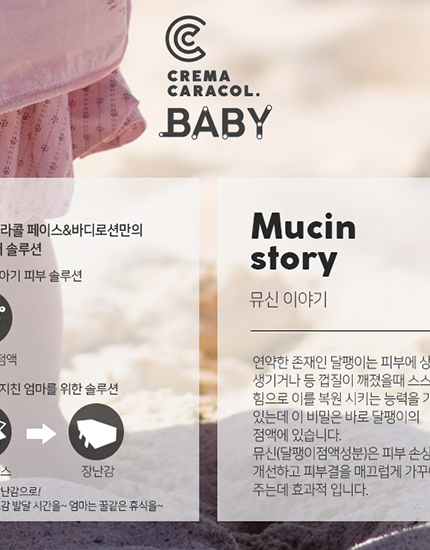 CREMA
CARACOL.
BABY
라콜 페이스&바디로션만의
솔루션
아기 피부 솔루션
점액
지친 엄마를 위한 솔루션
스
장난감
난감으로!
감 발달 시간을~ 엄마는 꿀같은 휴식을~
Mucin
story
뮤신 이야기
연약한 존재인 달팽이는 피부에 상
생기거나 등 껍질이 깨졌을때 스스
힘으로 이를 복원 시키는 능력을 가
있는데 이 비밀은 바로 달팽이의
점액에 있습니다.
뮤신(달팽이점액성분)은 피부 손상
개선하고 피부결을 매끄럽게 가꾸어
주는데 효과적 입니다.